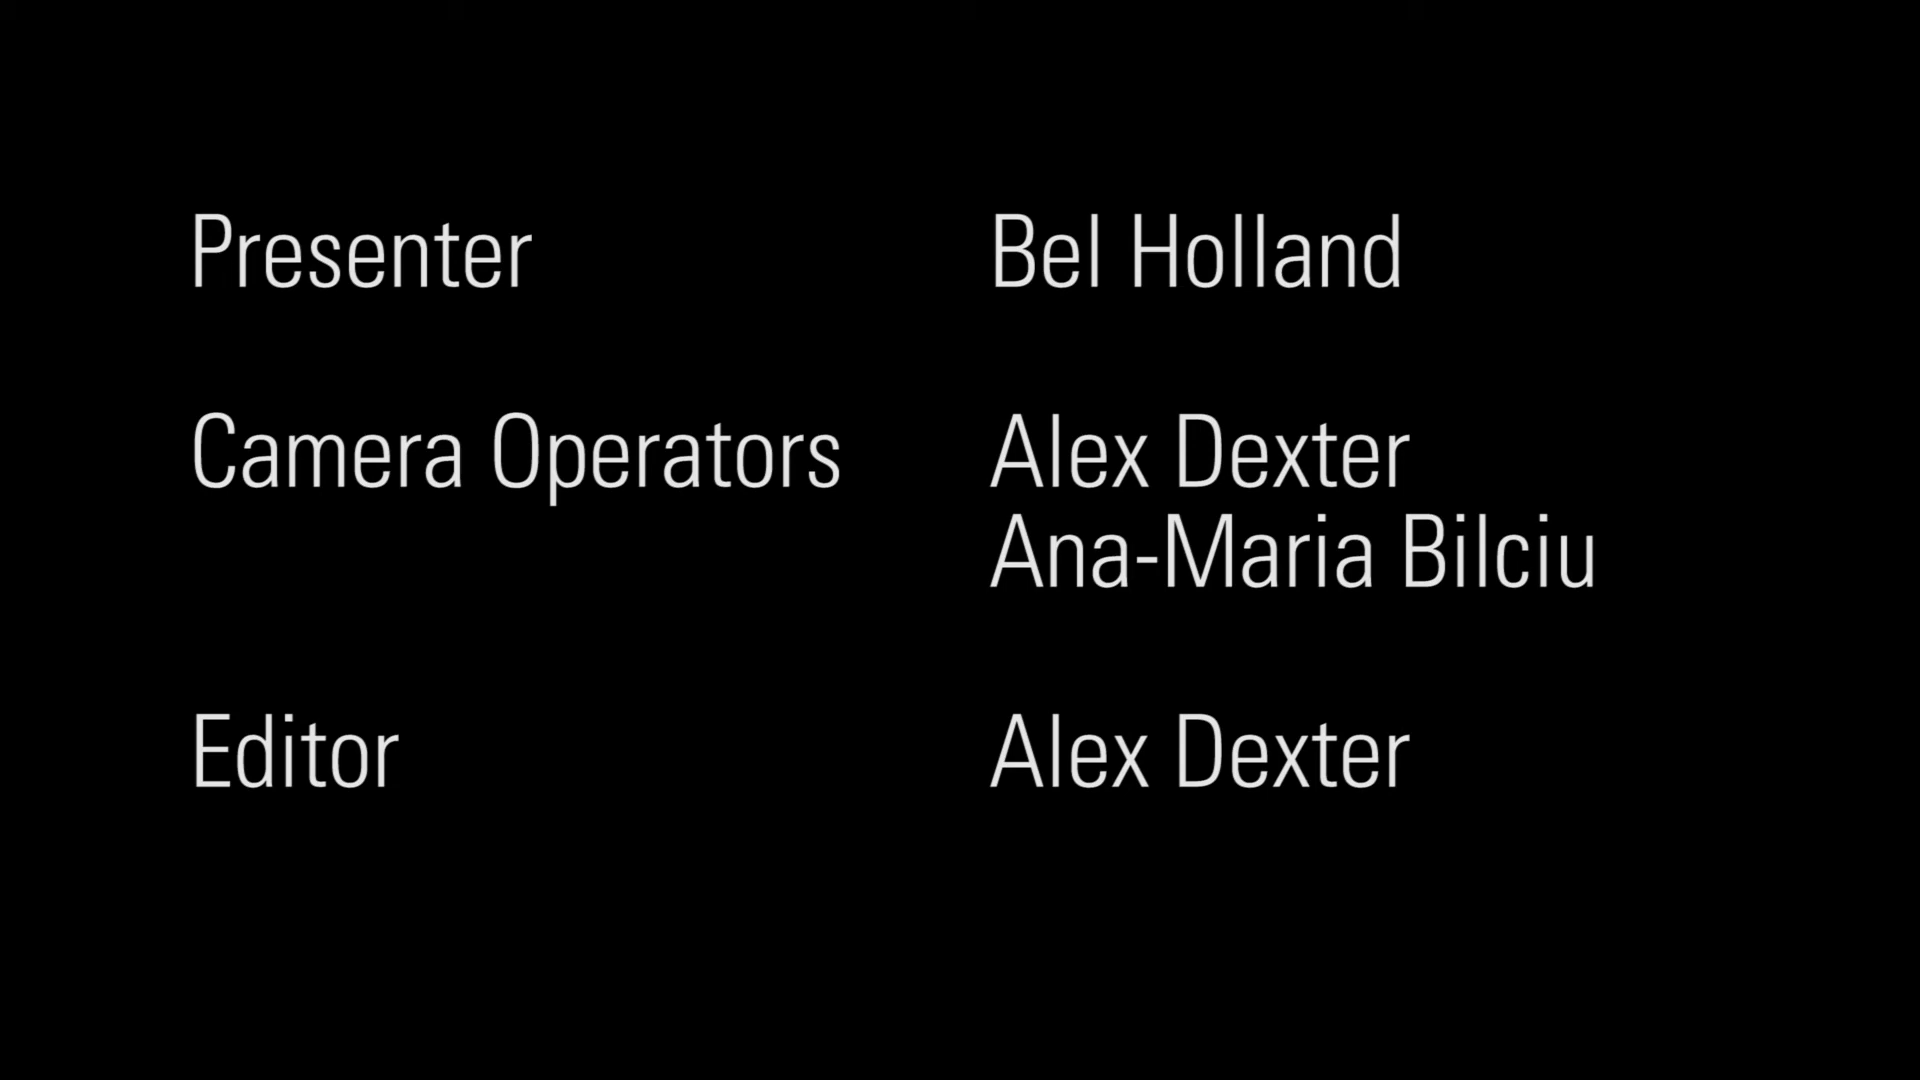 Presenter Bel Holland
Camera Operators Alex Dexter
Ana-Maria Bilciu
Editor Alex Dexter